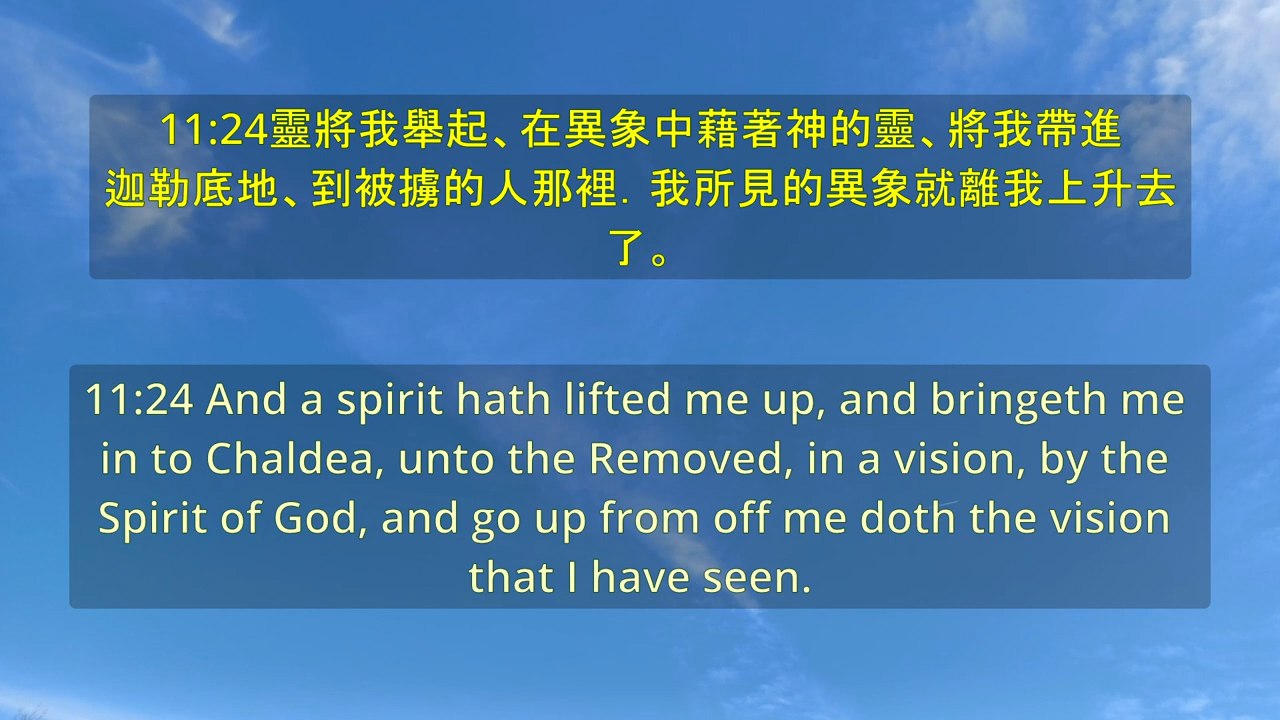 11:24靈將我舉起、在異象中藉著神的靈、將我帶進
迦勒底地、到被擄的人那裡．我所見的異象就離我上升去
了。
11:24 And a spirit hath lifted me up, and bringeth me
in to Chaldea, unto the Removed, in a vision, by the
Spirit of God, and go up from off me doth the vision
that I have seen.